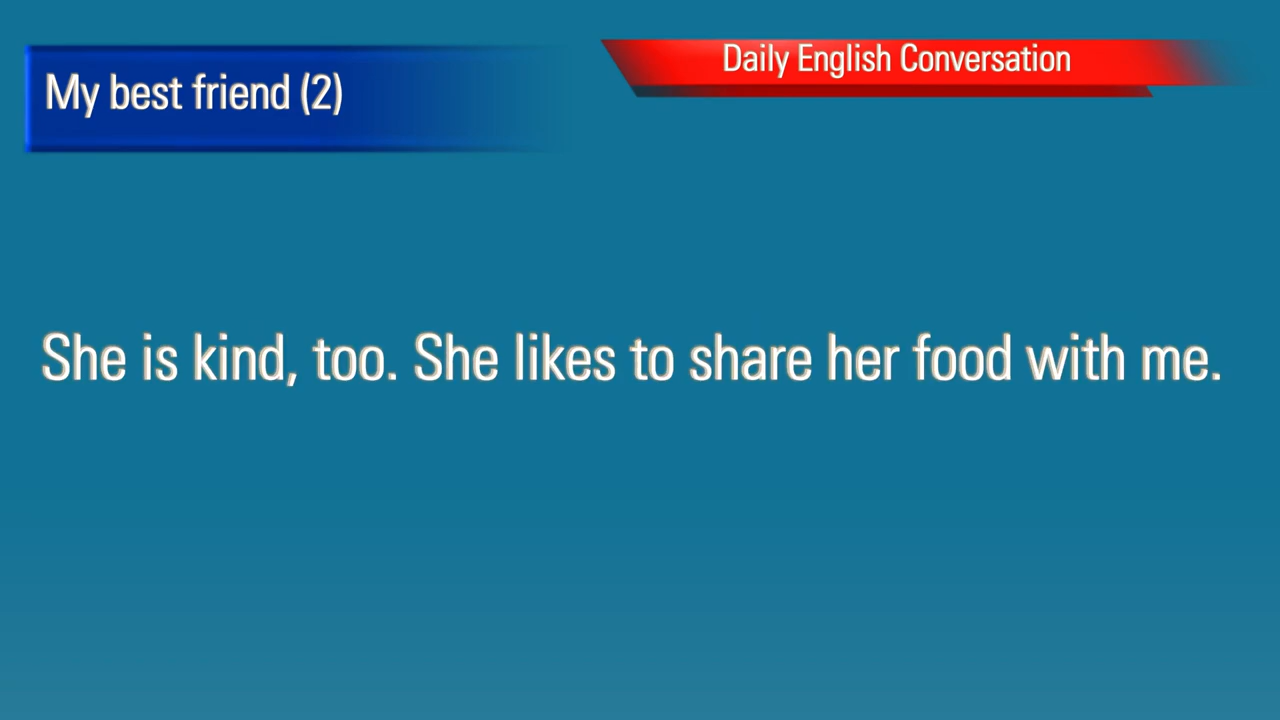 My best friend (2)
Daily English Conversation
She is kind, too. She likes to share her food with me.